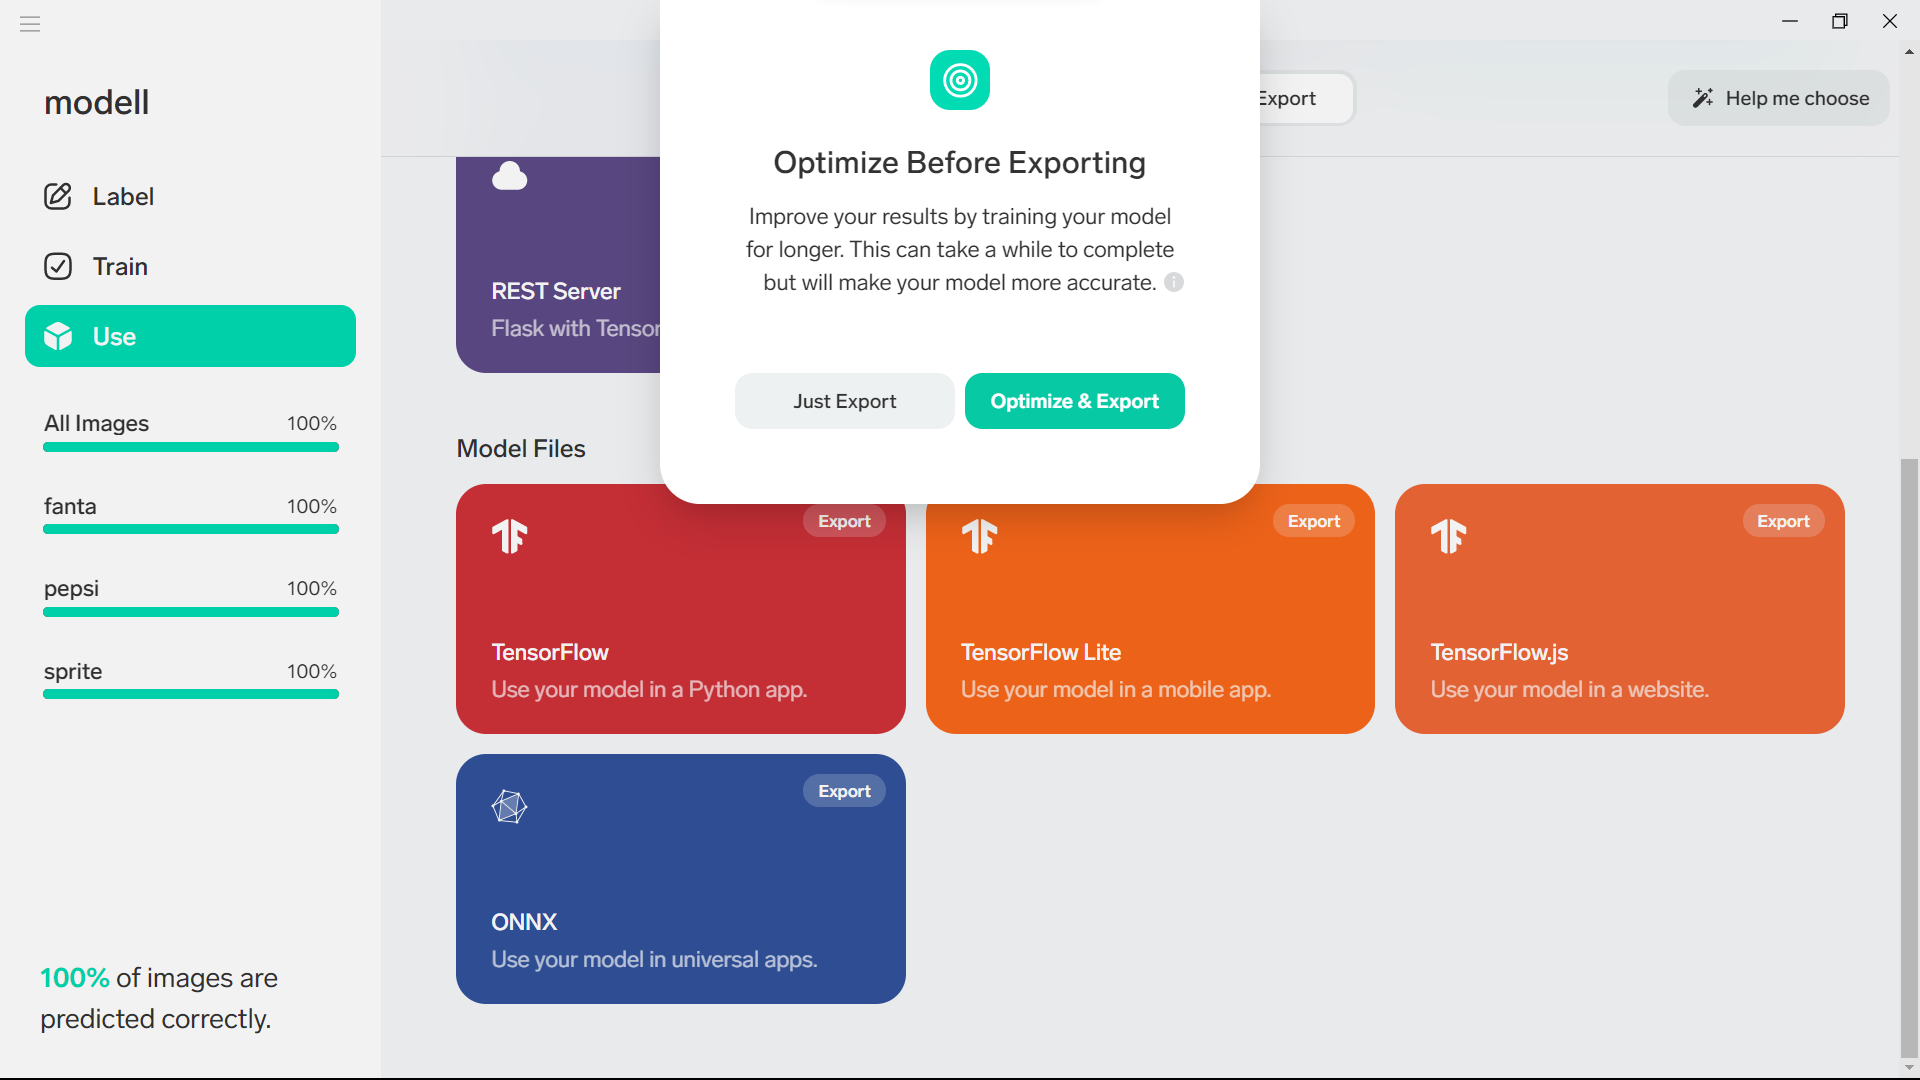 modell
Label
Train
Use
All Images 100%
fanta 100%
pepsi 100%
sprite 100%
100% of images are
predicted correctly.
Export
Help me choose
REST Server
Flask with
Optimize Before Exporting
Improve your results by training your model
for longer. This can take a while to complete
but will make your model more accurate.
Just Export
Optimize & Export
Model Files
Export
TensorFlow
Use your model in a Python app.
Export
TensorFlow Lite
Use your model in a mobile app.
Export
TensorFlow.js
Use your model in a website.
Export
ONNX
Use your model in universal apps.